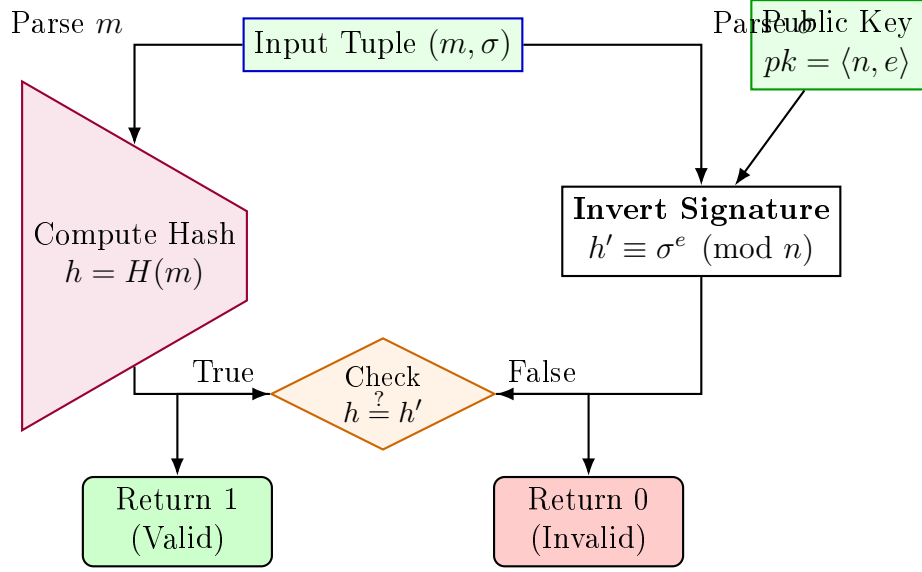 Parse m
Input Tuple (m, σ)
Parse σ
Public Key
pk = ⟨n, e⟩
Compute Hash
h = H(m)
Invert Signature
h′ ≡ σ^e (mod n)
True
Check
h ≟ h′
False
Return 1
(Valid)
Return 0
(Invalid)